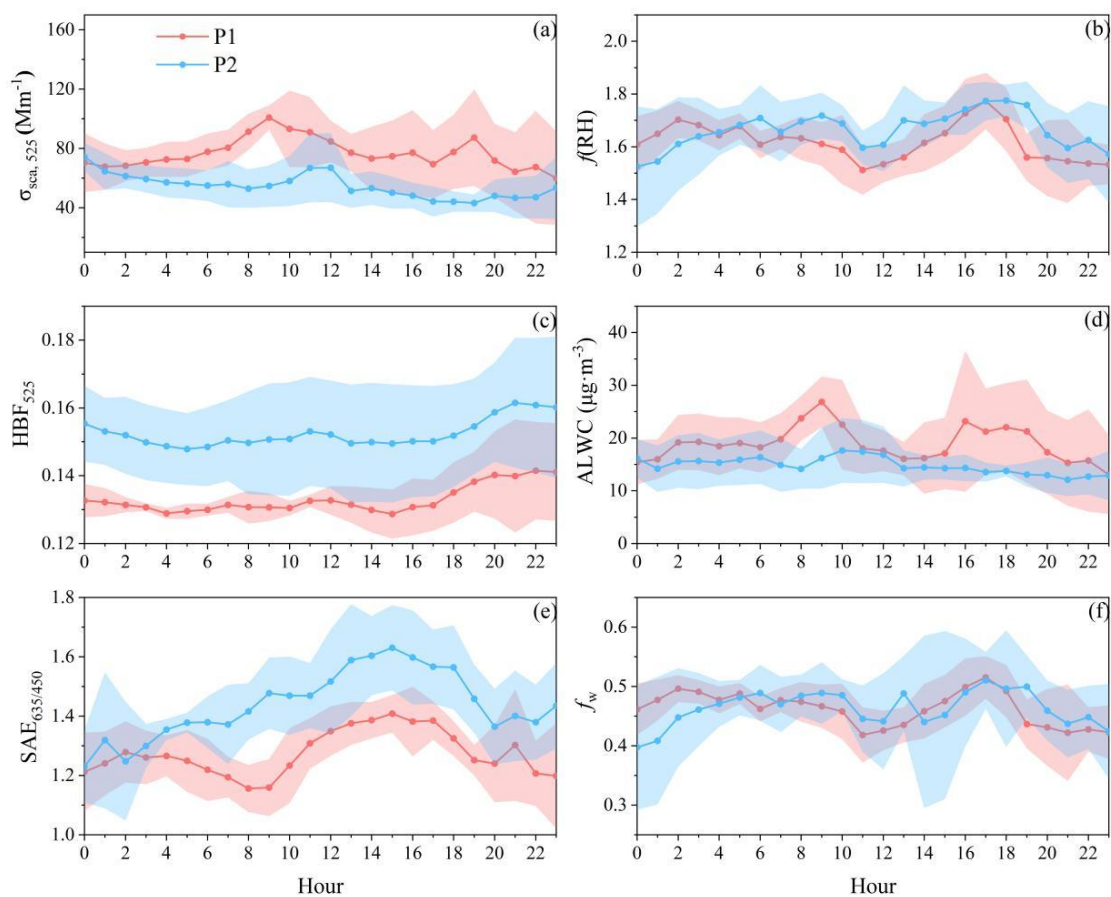 (a)
P1
P2
160
120
80
40
σsca, 525 (Mm⁻¹)
0 2 4 6 8 10 12 14 16 18 20 22
(b)
2.0
1.8
1.6
1.4
1.2
f(RH)
0 2 4 6 8 10 12 14 16 18 20 22
(c)
0.18
0.16
0.14
0.12
HBF525
0 2 4 6 8 10 12 14 16 18 20 22
(d)
40
30
20
10
0
ALWC (μg·m⁻³)
0 2 4 6 8 10 12 14 16 18 20 22
(e)
1.8
1.6
1.4
1.2
1.0
SAE635/450
0 2 4 6 8 10 12 14 16 18 20 22
Hour
(f)
0.6
0.5
0.4
0.3
fw
0 2 4 6 8 10 12 14 16 18 20 22
Hour